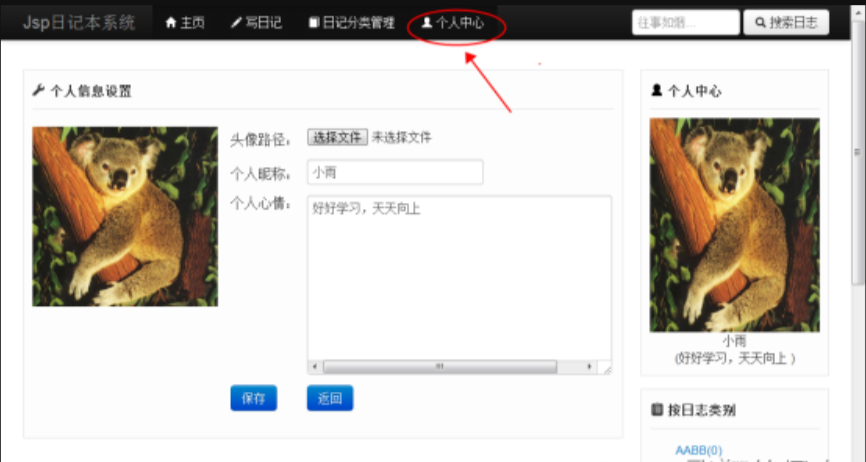 Jsp日记本系统 主页 写日记 日记分类管理 个人中心 往事如烟... 搜索日志
个人信息设置
头像路径： 选择文件 未选择文件
个人昵称： 小雨
个人心情： 好好学习，天天向上
保存 返回
个人中心
小雨
(好好学习，天天向上 )
按日志类别
AABB(0)